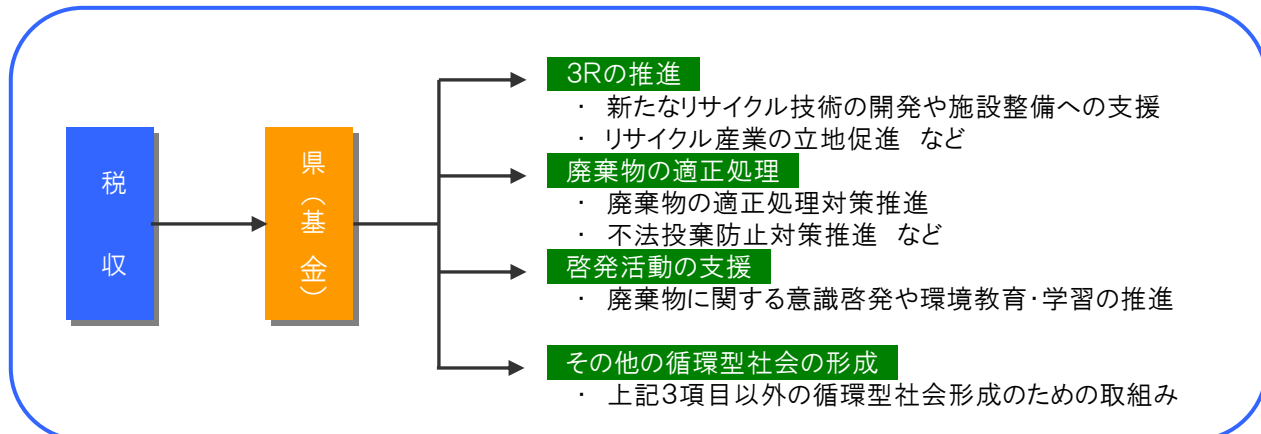 税収
県(基金)
3Rの推進
・ 新たなリサイクル技術の開発や施設整備への支援
・ リサイクル産業の立地促進 など
廃棄物の適正処理
・ 廃棄物の適正処理対策推進
・ 不法投棄防止対策推進 など
啓発活動の支援
・ 廃棄物に関する意識啓発や環境教育・学習の推進
その他の循環型社会の形成
・ 上記3項目以外の循環型社会形成のための取組み